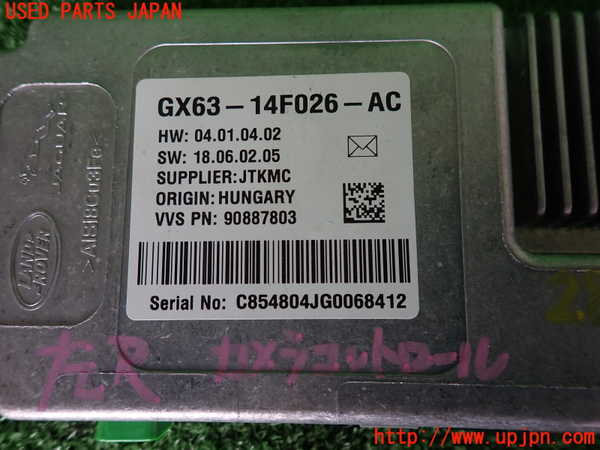 USED PARTS JAPAN
JAGUAR
LAND
ROVER
GX63-14F026-AC
HW: 04.01.04.02
SW: 18.06.02.05
SUPPLIER:JTKMC
ORIGIN:HUNGARY
VVS PN: 90887803
Serial No: C854804JG0068412
カメラコントロール
http://www.upjpn.com/